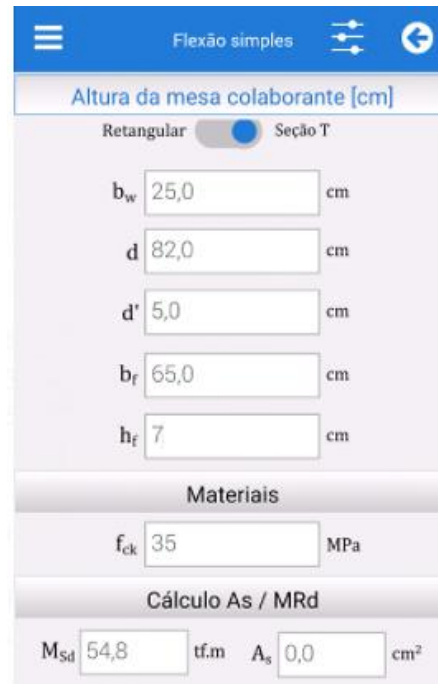 Flexão simples
Altura da mesa colaborante [cm]
Retangular Seção T
bw 25,0 cm
d 82,0 cm
d' 5,0 cm
bf 65,0 cm
hf 7 cm
Materiais
fck 35 MPa
Cálculo As / MRd
MSd 54,8 tf.m As 0,0 cm²